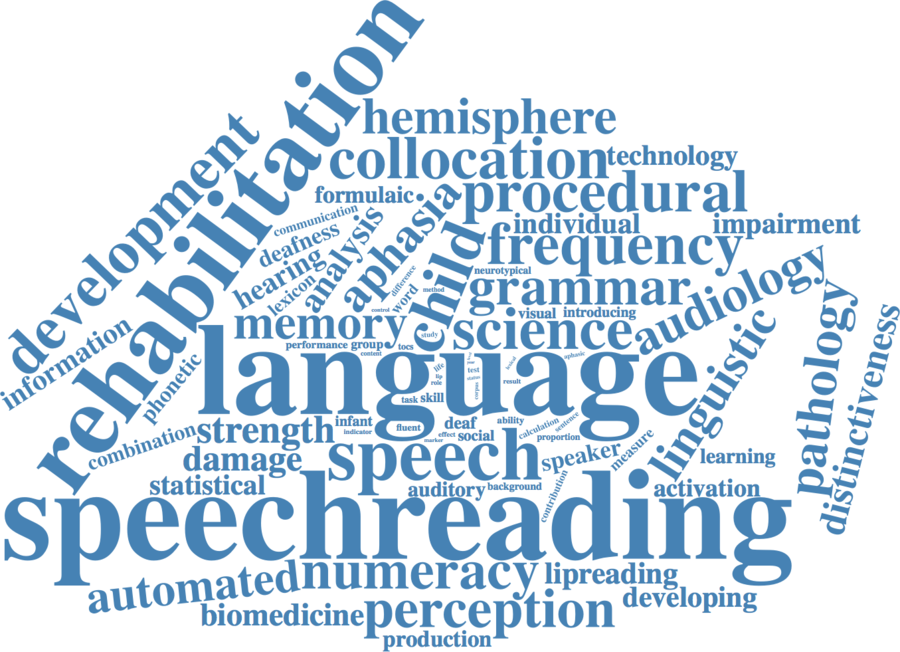 rehabilitation
hemisphere
development
collocation
technology
procedural
formulaic
communication
individual
impairment
deafness
analysis
aphasia
child
frequency
hearing
lexicon
difference
neurotypical
method
word
control
grammar
audiology
information
memory
visual
introducing
science
study
pathology
distinctiveness
performance
group
tocs
content
language
linguistic
phonetic
aphasic
life
lip
role
test
status
result
task
skill
strength
infant
indicator
fluent
deaf
ability
calculation
sentence
combination
effect
marker
social
proportion
damage
speech
speaker
measure
learning
statistical
auditory
background
contribution
activation
speechreading
automated
numeracy
lipreading
biomedicine
perception
developing
production